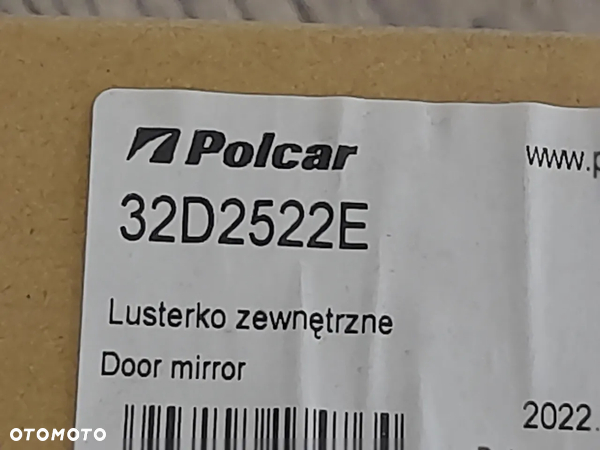 Polcar
www.p
32D2522E
Lusterko zewnętrzne
Door mirror
2022.
OTOMOTO